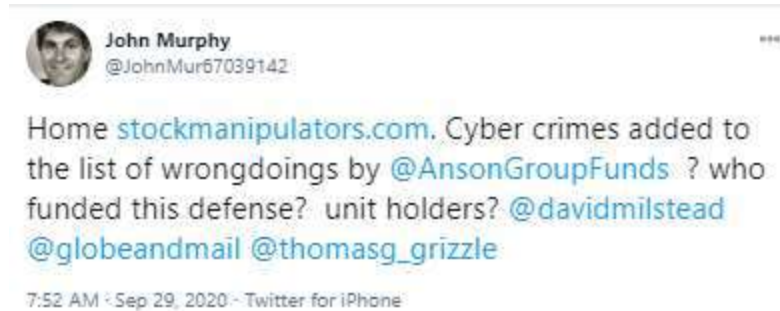 John Murphy
@JohnMur67039142
Home stockmanipulators.com. Cyber crimes added to
the list of wrongdoings by @AnsonGroupFunds ? who
funded this defense? unit holders? @davidmilstead
@globeandmail @thomasg_grizzle
7:52 AM · Sep 29, 2020 · Twitter for iPhone